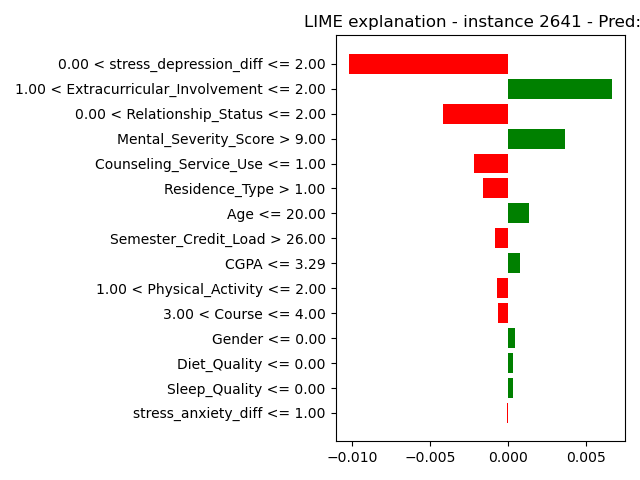 LIME explanation - instance 2641 - Pred:
0.00 < stress_depression_diff <= 2.00
1.00 < Extracurricular_Involvement <= 2.00
0.00 < Relationship_Status <= 2.00
Mental_Severity_Score > 9.00
Counseling_Service_Use <= 1.00
Residence_Type > 1.00
Age <= 20.00
Semester_Credit_Load > 26.00
CGPA <= 3.29
1.00 < Physical_Activity <= 2.00
3.00 < Course <= 4.00
Gender <= 0.00
Diet_Quality <= 0.00
Sleep_Quality <= 0.00
stress_anxiety_diff <= 1.00
−0.010 −0.005 0.000 0.005